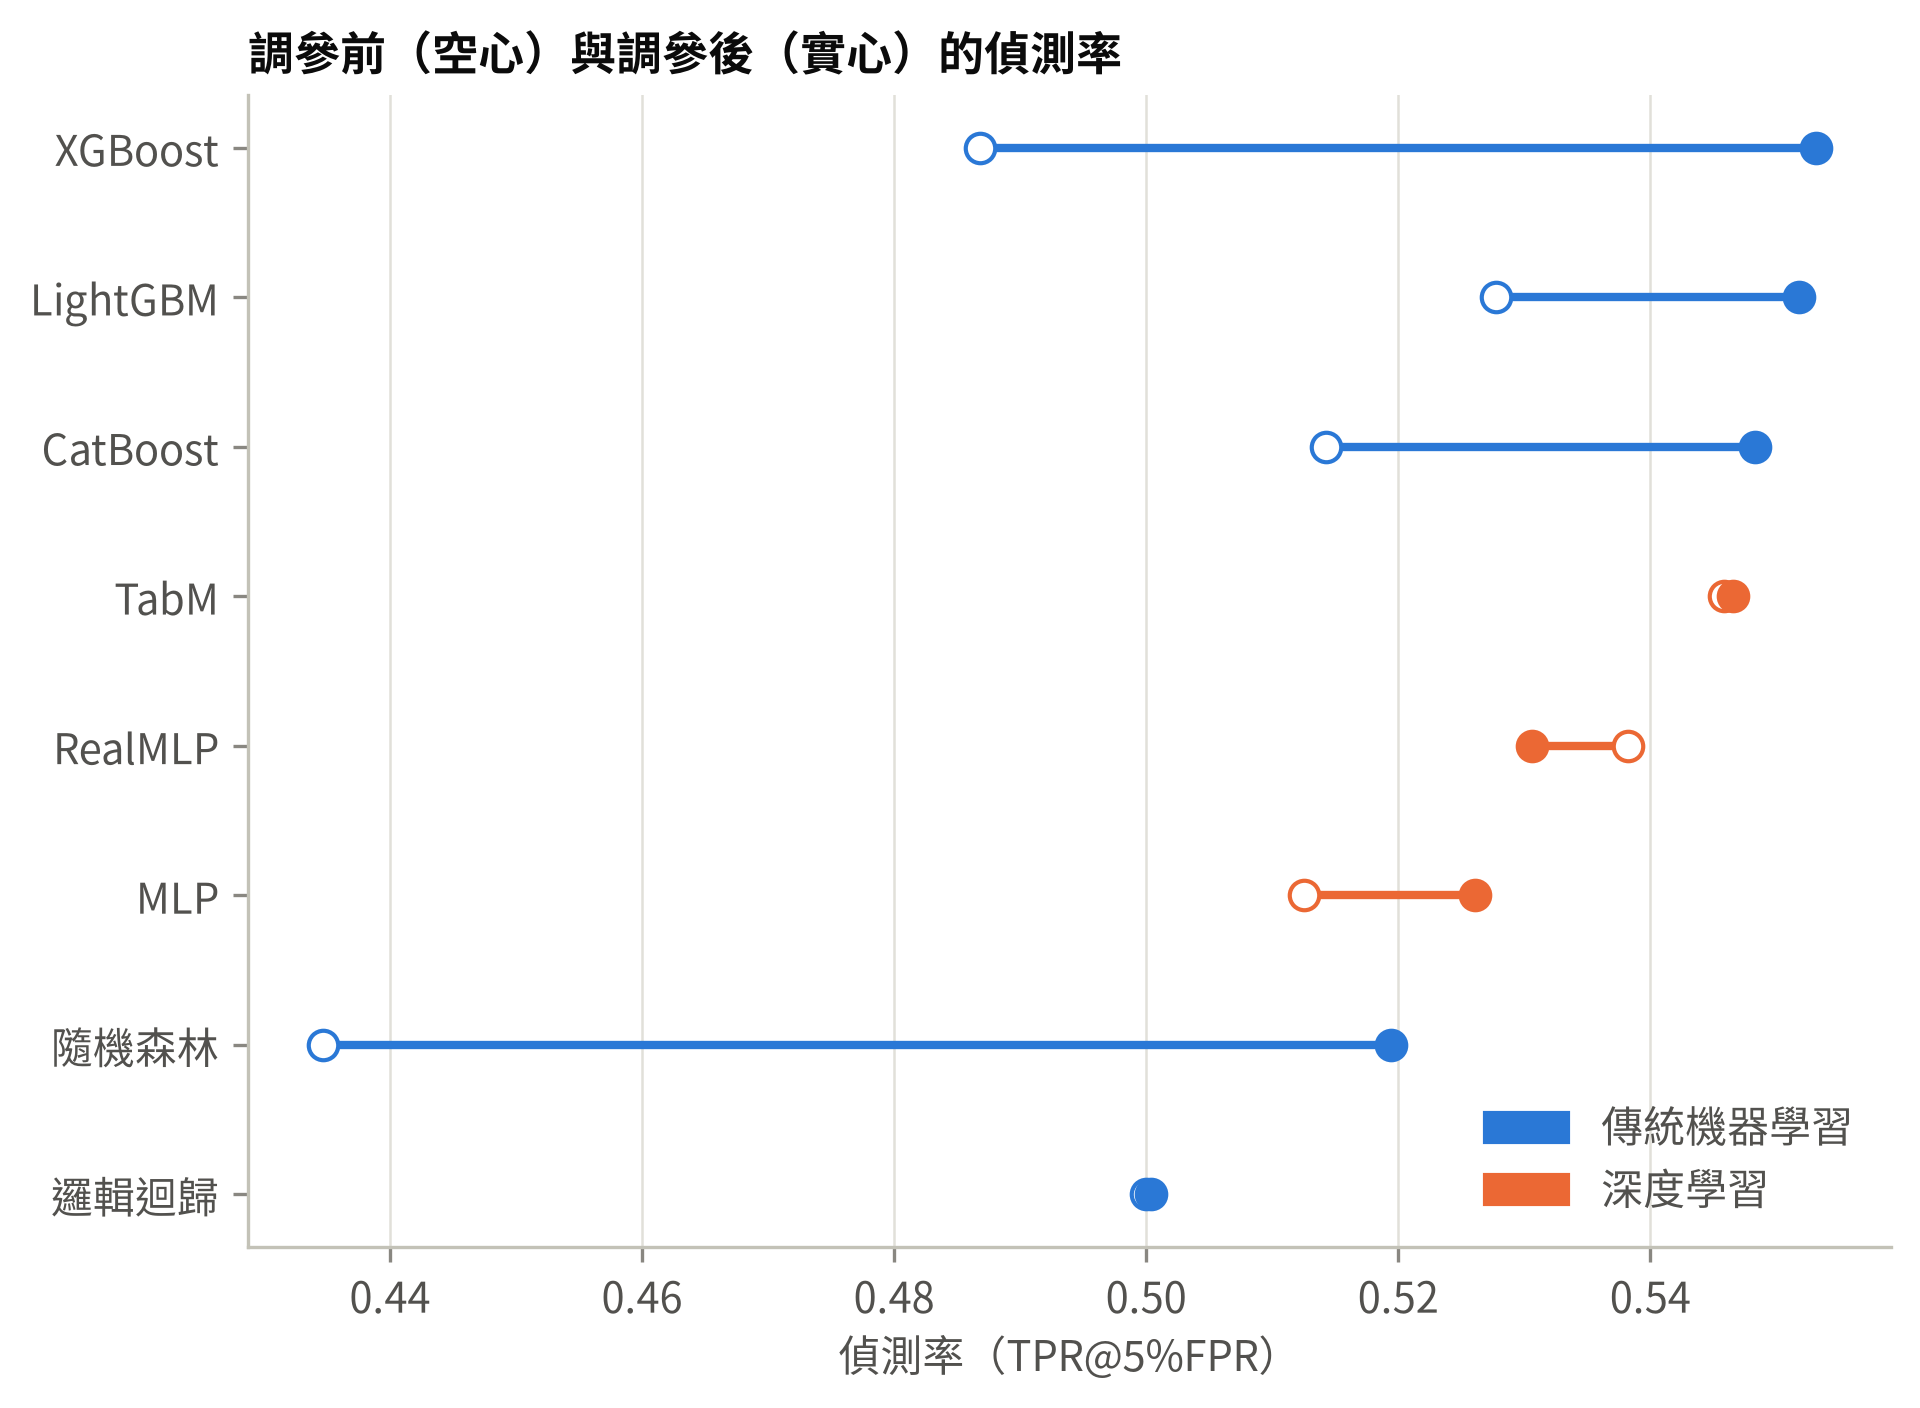 調參前（空心）與調參後（實心）的偵測率
XGBoost
LightGBM
CatBoost
TabM
RealMLP
MLP
隨機森林
邏輯迴歸
傳統機器學習
深度學習
0.44 0.46 0.48 0.50 0.52 0.54
偵測率（TPR@5%FPR）